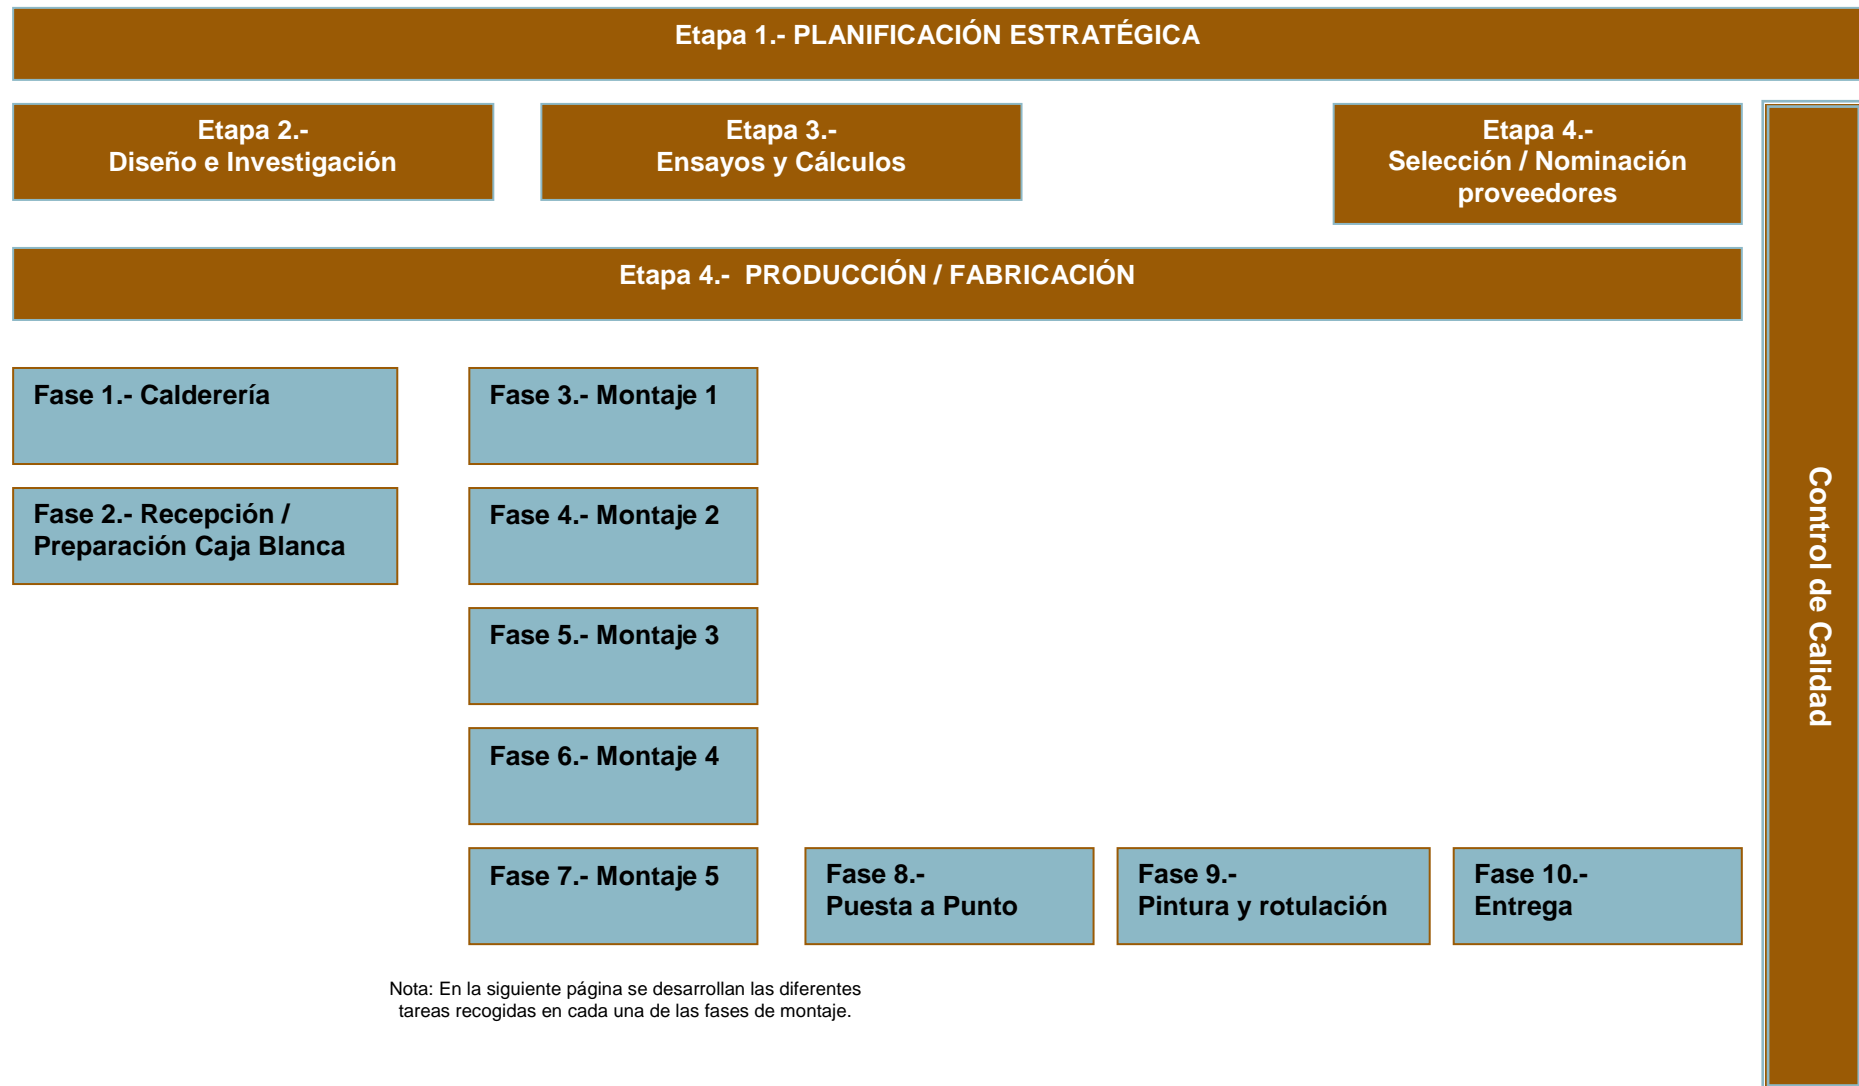 Etapa 1.- PLANIFICACIÓN ESTRATÉGICA
Etapa 2.-
Diseño e Investigación
Etapa 3.-
Ensayos y Cálculos
Etapa 4.-
Selección / Nominación
proveedores
Etapa 4.- PRODUCCIÓN / FABRICACIÓN
Fase 1.- Calderería
Fase 2.- Recepción /
Preparación Caja Blanca
Fase 3.- Montaje 1
Fase 4.- Montaje 2
Fase 5.- Montaje 3
Fase 6.- Montaje 4
Fase 7.- Montaje 5
Fase 8.-
Puesta a Punto
Fase 9.-
Pintura y rotulación
Fase 10.-
Entrega
Control de Calidad
Nota: En la siguiente página se desarrollan las diferentes
tareas recogidas en cada una de las fases de montaje.